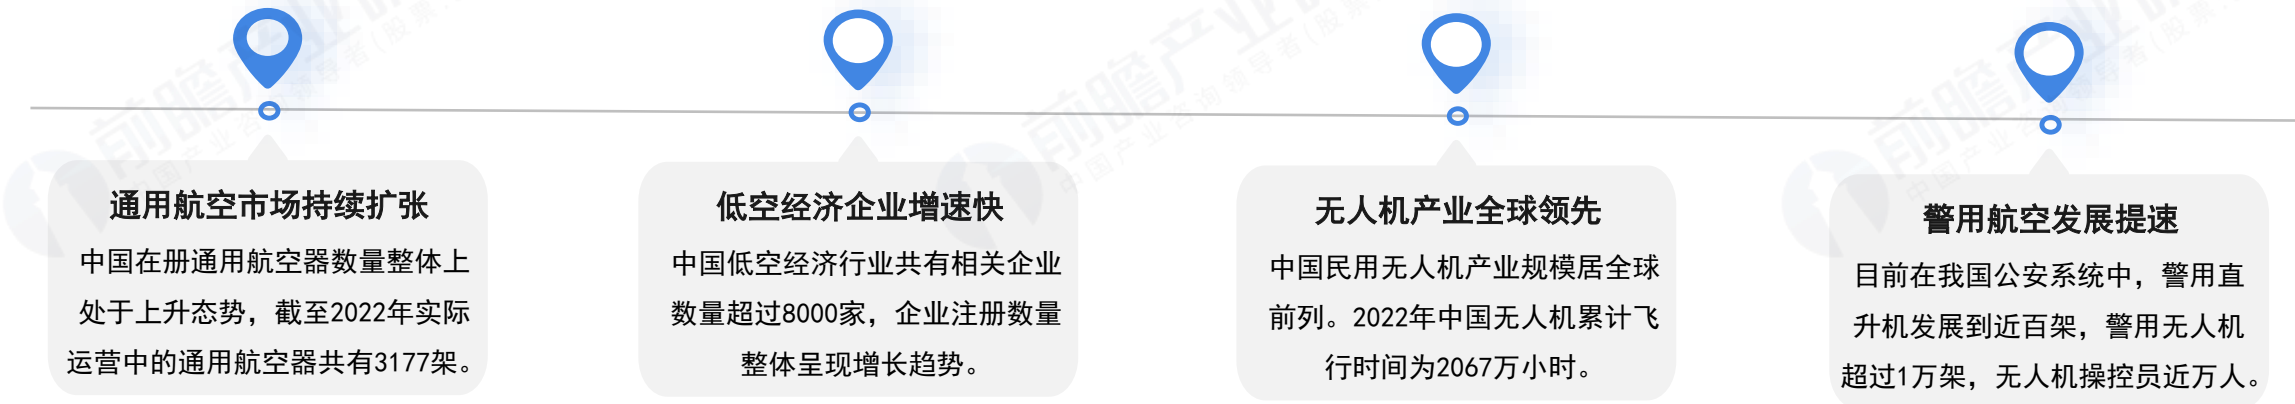 通用航空市场持续扩张
中国在册通用航空器数量整体上
处于上升态势，截至2022年实际
运营中的通用航空器共有3177架。
低空经济企业增速快
中国低空经济行业共有相关企业
数量超过8000家，企业注册数量
整体呈现增长趋势。
无人机产业全球领先
中国民用无人机产业规模居全球
前列。2022年中国无人机累计飞
行时间为2067万小时。
警用航空发展提速
目前在我国公安系统中，警用直
升机发展到近百架，警用无人机
超过1万架，无人机操控员近万人。